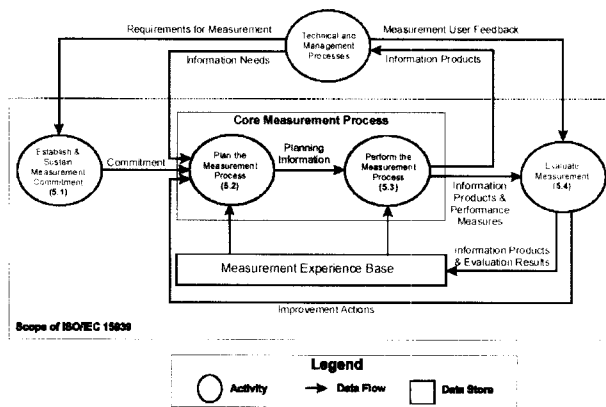 Requirements for Measurement
Technical and
Management
Processes
Measurement User Feedback
Information Needs
Information Products
Core Measurement Process
Establish &
Sustain
Measurement
Commitment
(5.1)
Commitment
Plan the
Measurement
Process
(5.2)
Planning
Information
Perform the
Measurement
Process
(5.3)
Information
Products &
Performance
Measures
Evaluate
Measurement
(5.4)
Information Products
& Evaluation Results
Measurement Experience Base
Improvement Actions
Scope of ISO/IEC 15939
Legend
Activity
Data Flow
Data Store